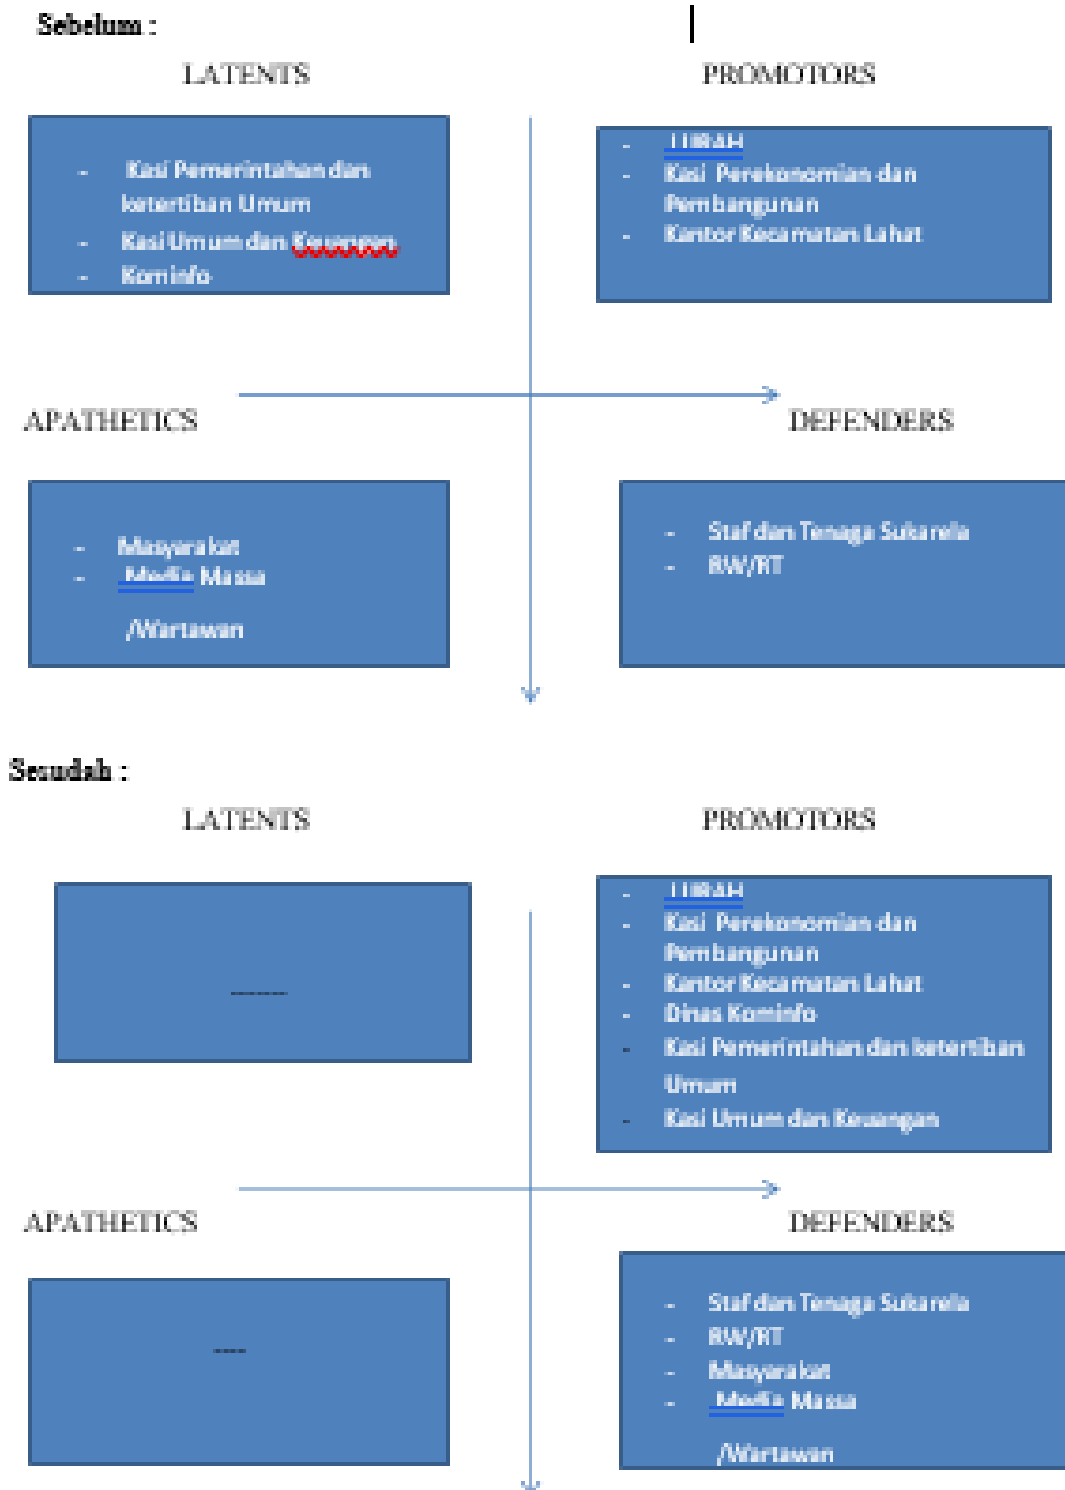 Sebelum :
LATENTS
PROMOTORS
- Kasi Pemerintahan dan
ketertiban Umum
- Kasi Umum dan Keuangan
- Kominfo
- LURAH
- Kasi Perekonomian dan
Pembangunan
- Kantor Kecamatan Lahat
APATHETICS
DEFENDERS
- Masyarakat
- Media Massa
/Wartawan
- Staf dan Tenaga Sukarela
- RW/RT
Sesudah :
LATENTS
PROMOTORS
-------
- LURAH
- Kasi Perekonomian dan
Pembangunan
- Kantor Kecamatan Lahat
- Dinas Kominfo
- Kasi Pemerintahan dan ketertiban
Umum
- Kasi Umum dan Keuangan
APATHETICS
DEFENDERS
----
- Staf dan Tenaga Sukarela
- RW/RT
- Masyarakat
- Media Massa
/Wartawan